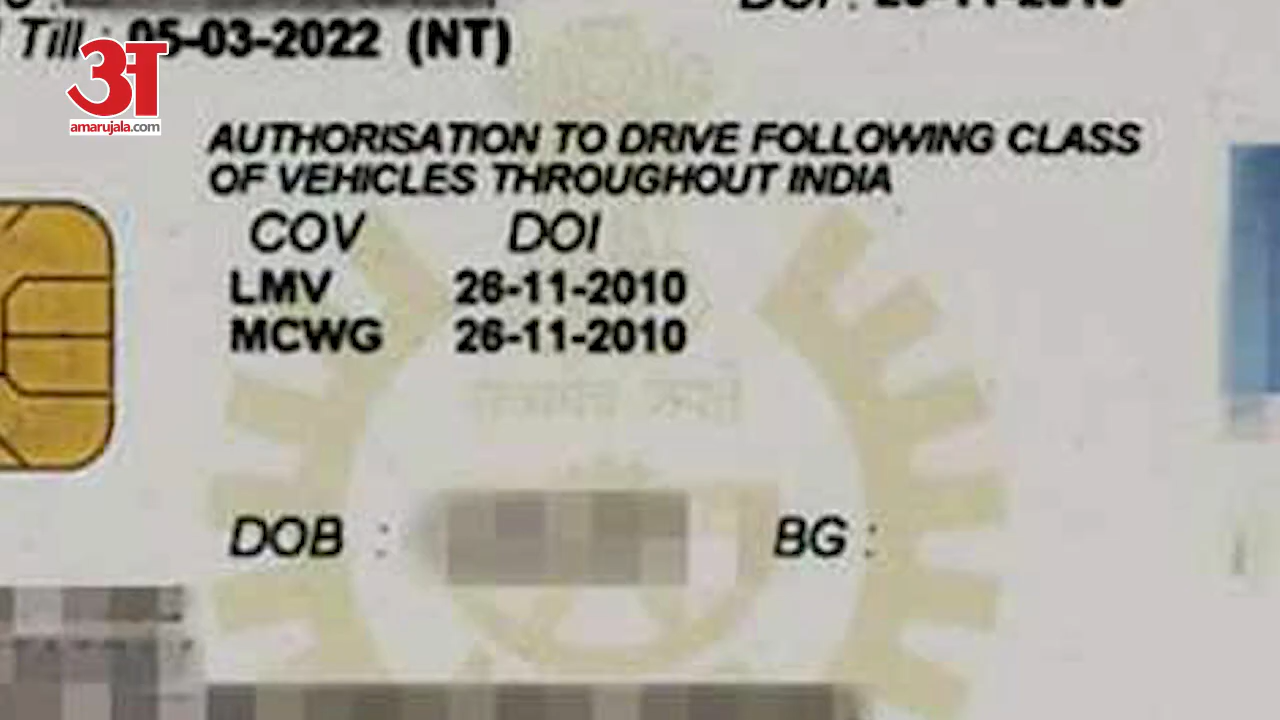 Till : 05-03-2022 (NT)
amarujala.com
AUTHORISATION TO DRIVE FOLLOWING CLASS
OF VEHICLES THROUGHOUT INDIA
COV DOI
LMV 26-11-2010
MCWG 26-11-2010
DOB : BG :